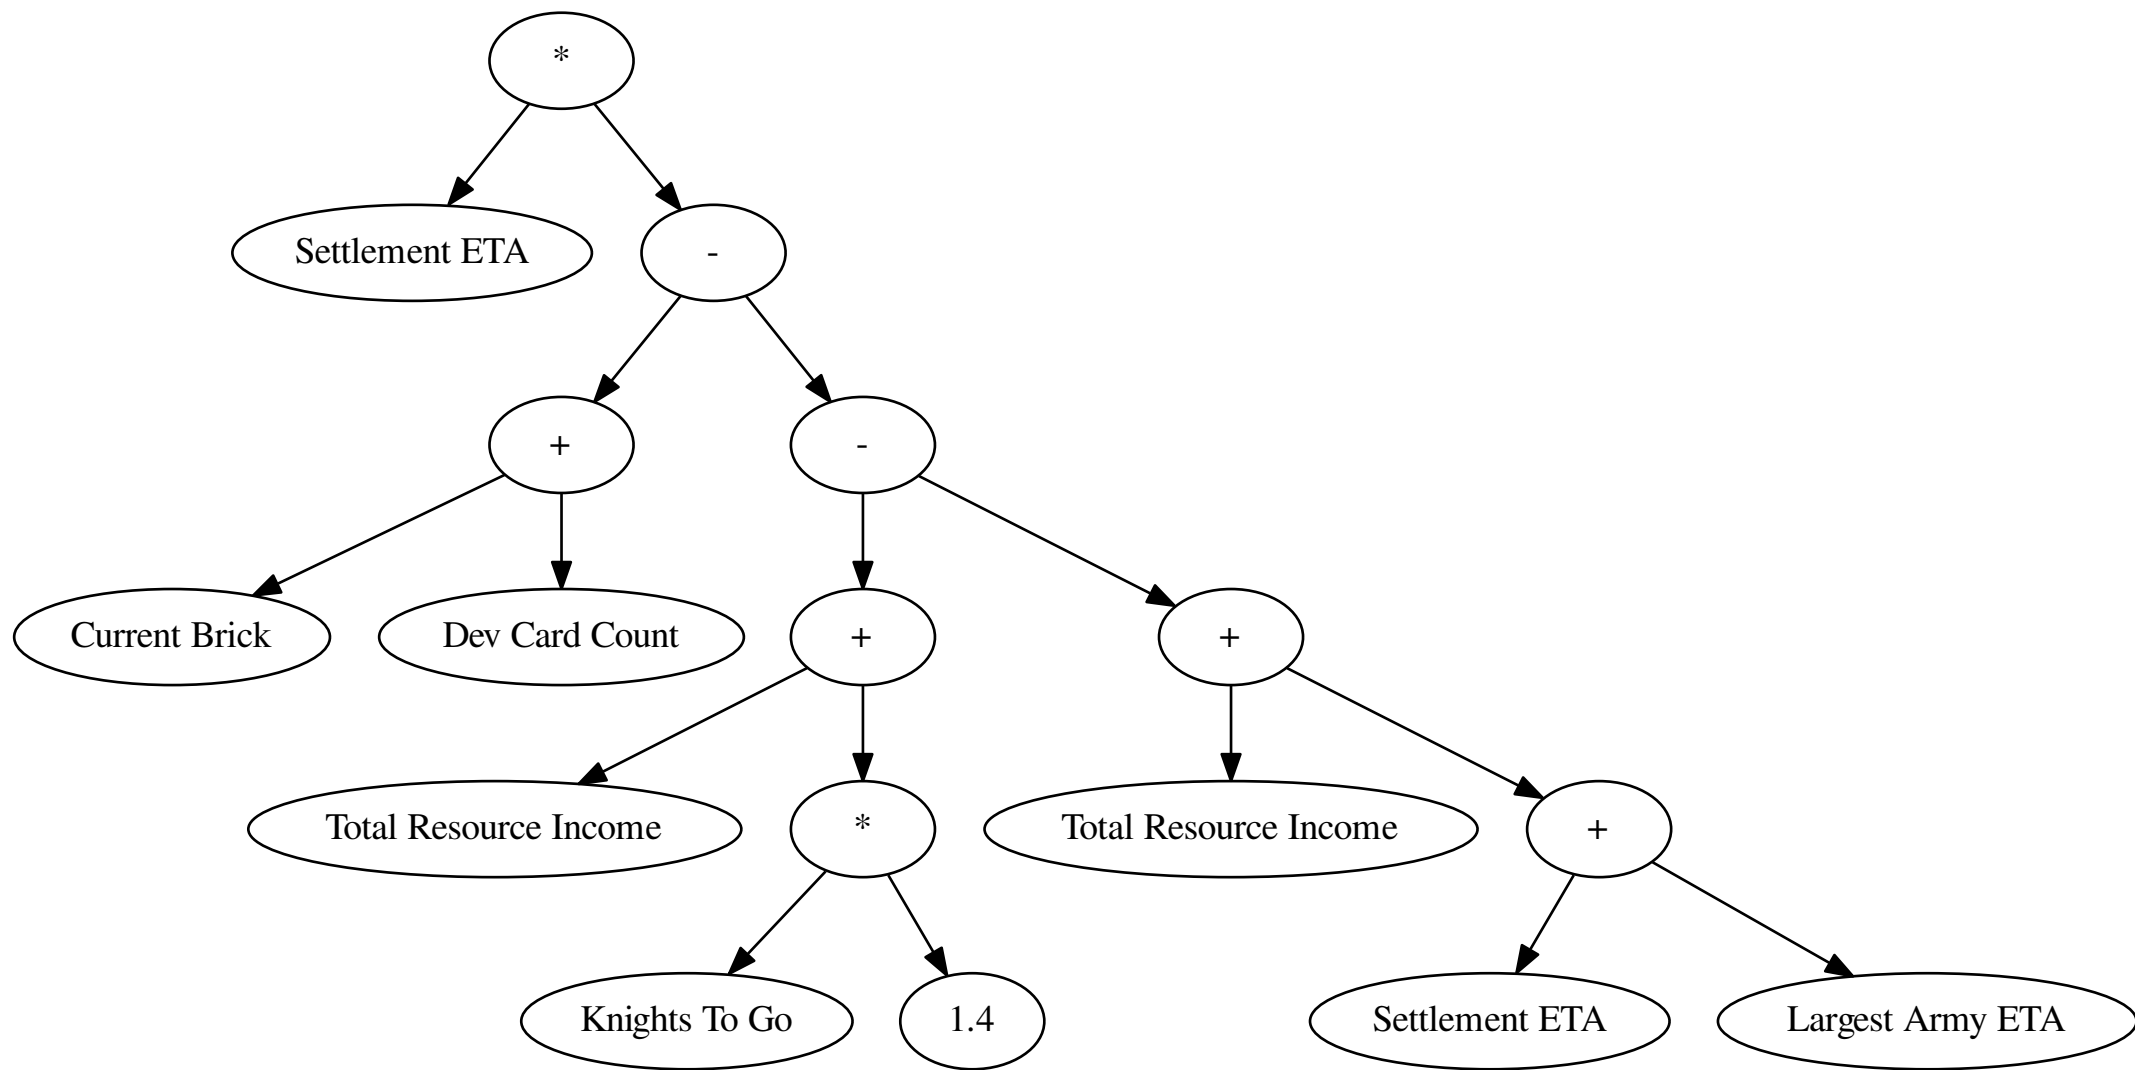 *
Settlement ETA
-
+
-
Current Brick
Dev Card Count
+
+
Total Resource Income
*
Total Resource Income
+
Knights To Go
1.4
Settlement ETA
Largest Army ETA